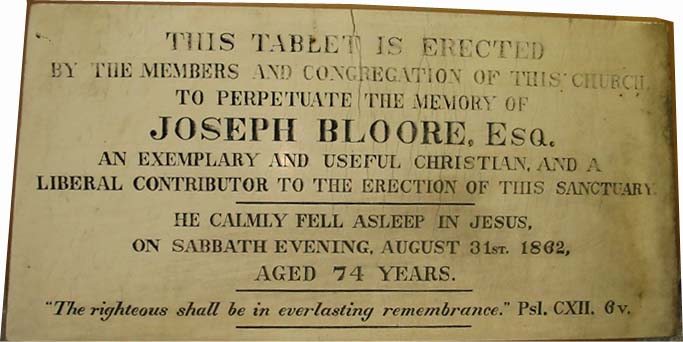 THIS TABLET IS ERECTED
BY THE MEMBERS AND CONGREGATION OF THIS CHURCH,
TO PERPETUATE THE MEMORY OF
JOSEPH BLOORE, ESQ.
AN EXEMPLARY AND USEFUL CHRISTIAN, AND A
LIBERAL CONTRIBUTOR TO THE ERECTION OF THIS SANCTUARY.
HE CALMLY FELL ASLEEP IN JESUS,
ON SABBATH EVENING, AUGUST 31ST. 1862,
AGED 74 YEARS.
"The righteous shall be in everlasting remembrance." Psl. CXII. 6v.